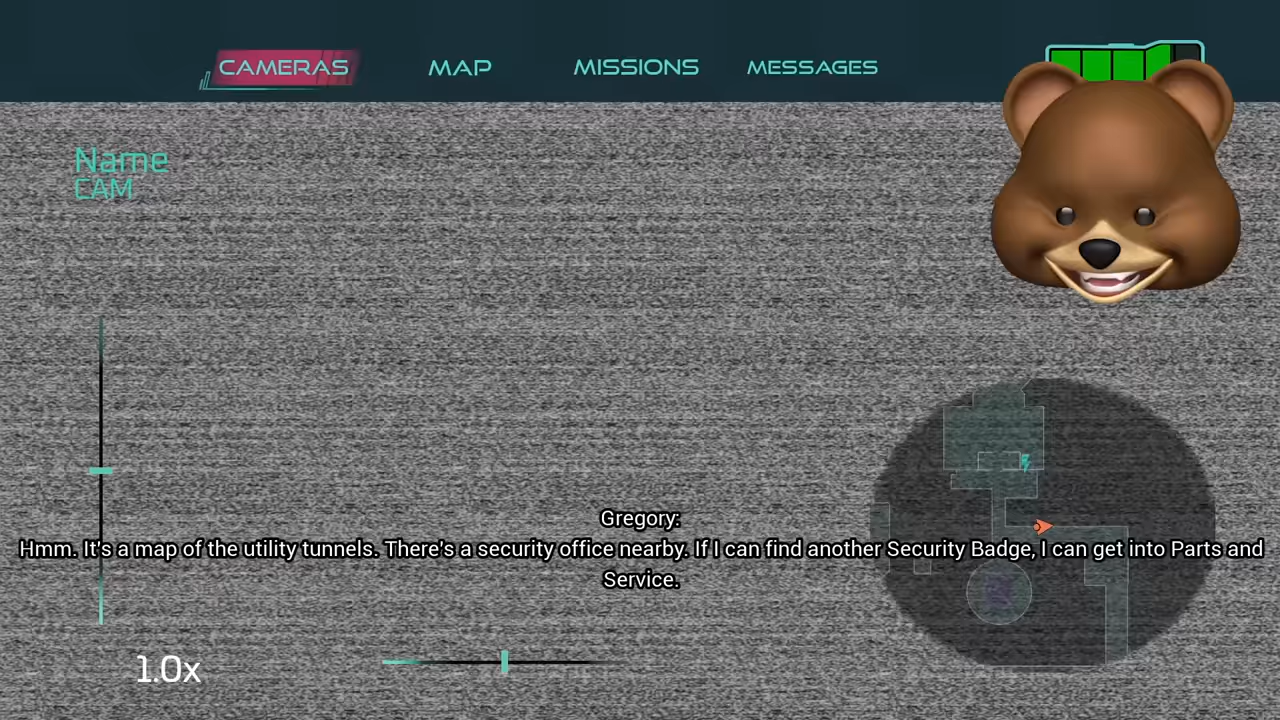 CAMERAS MAP MISSIONS MESSAGES
Name
CAM
Gregory:
Hmm. It's a map of the utility tunnels. There's a security office nearby. If I can find another Security Badge, I can get into Parts and
Service.
1.0x